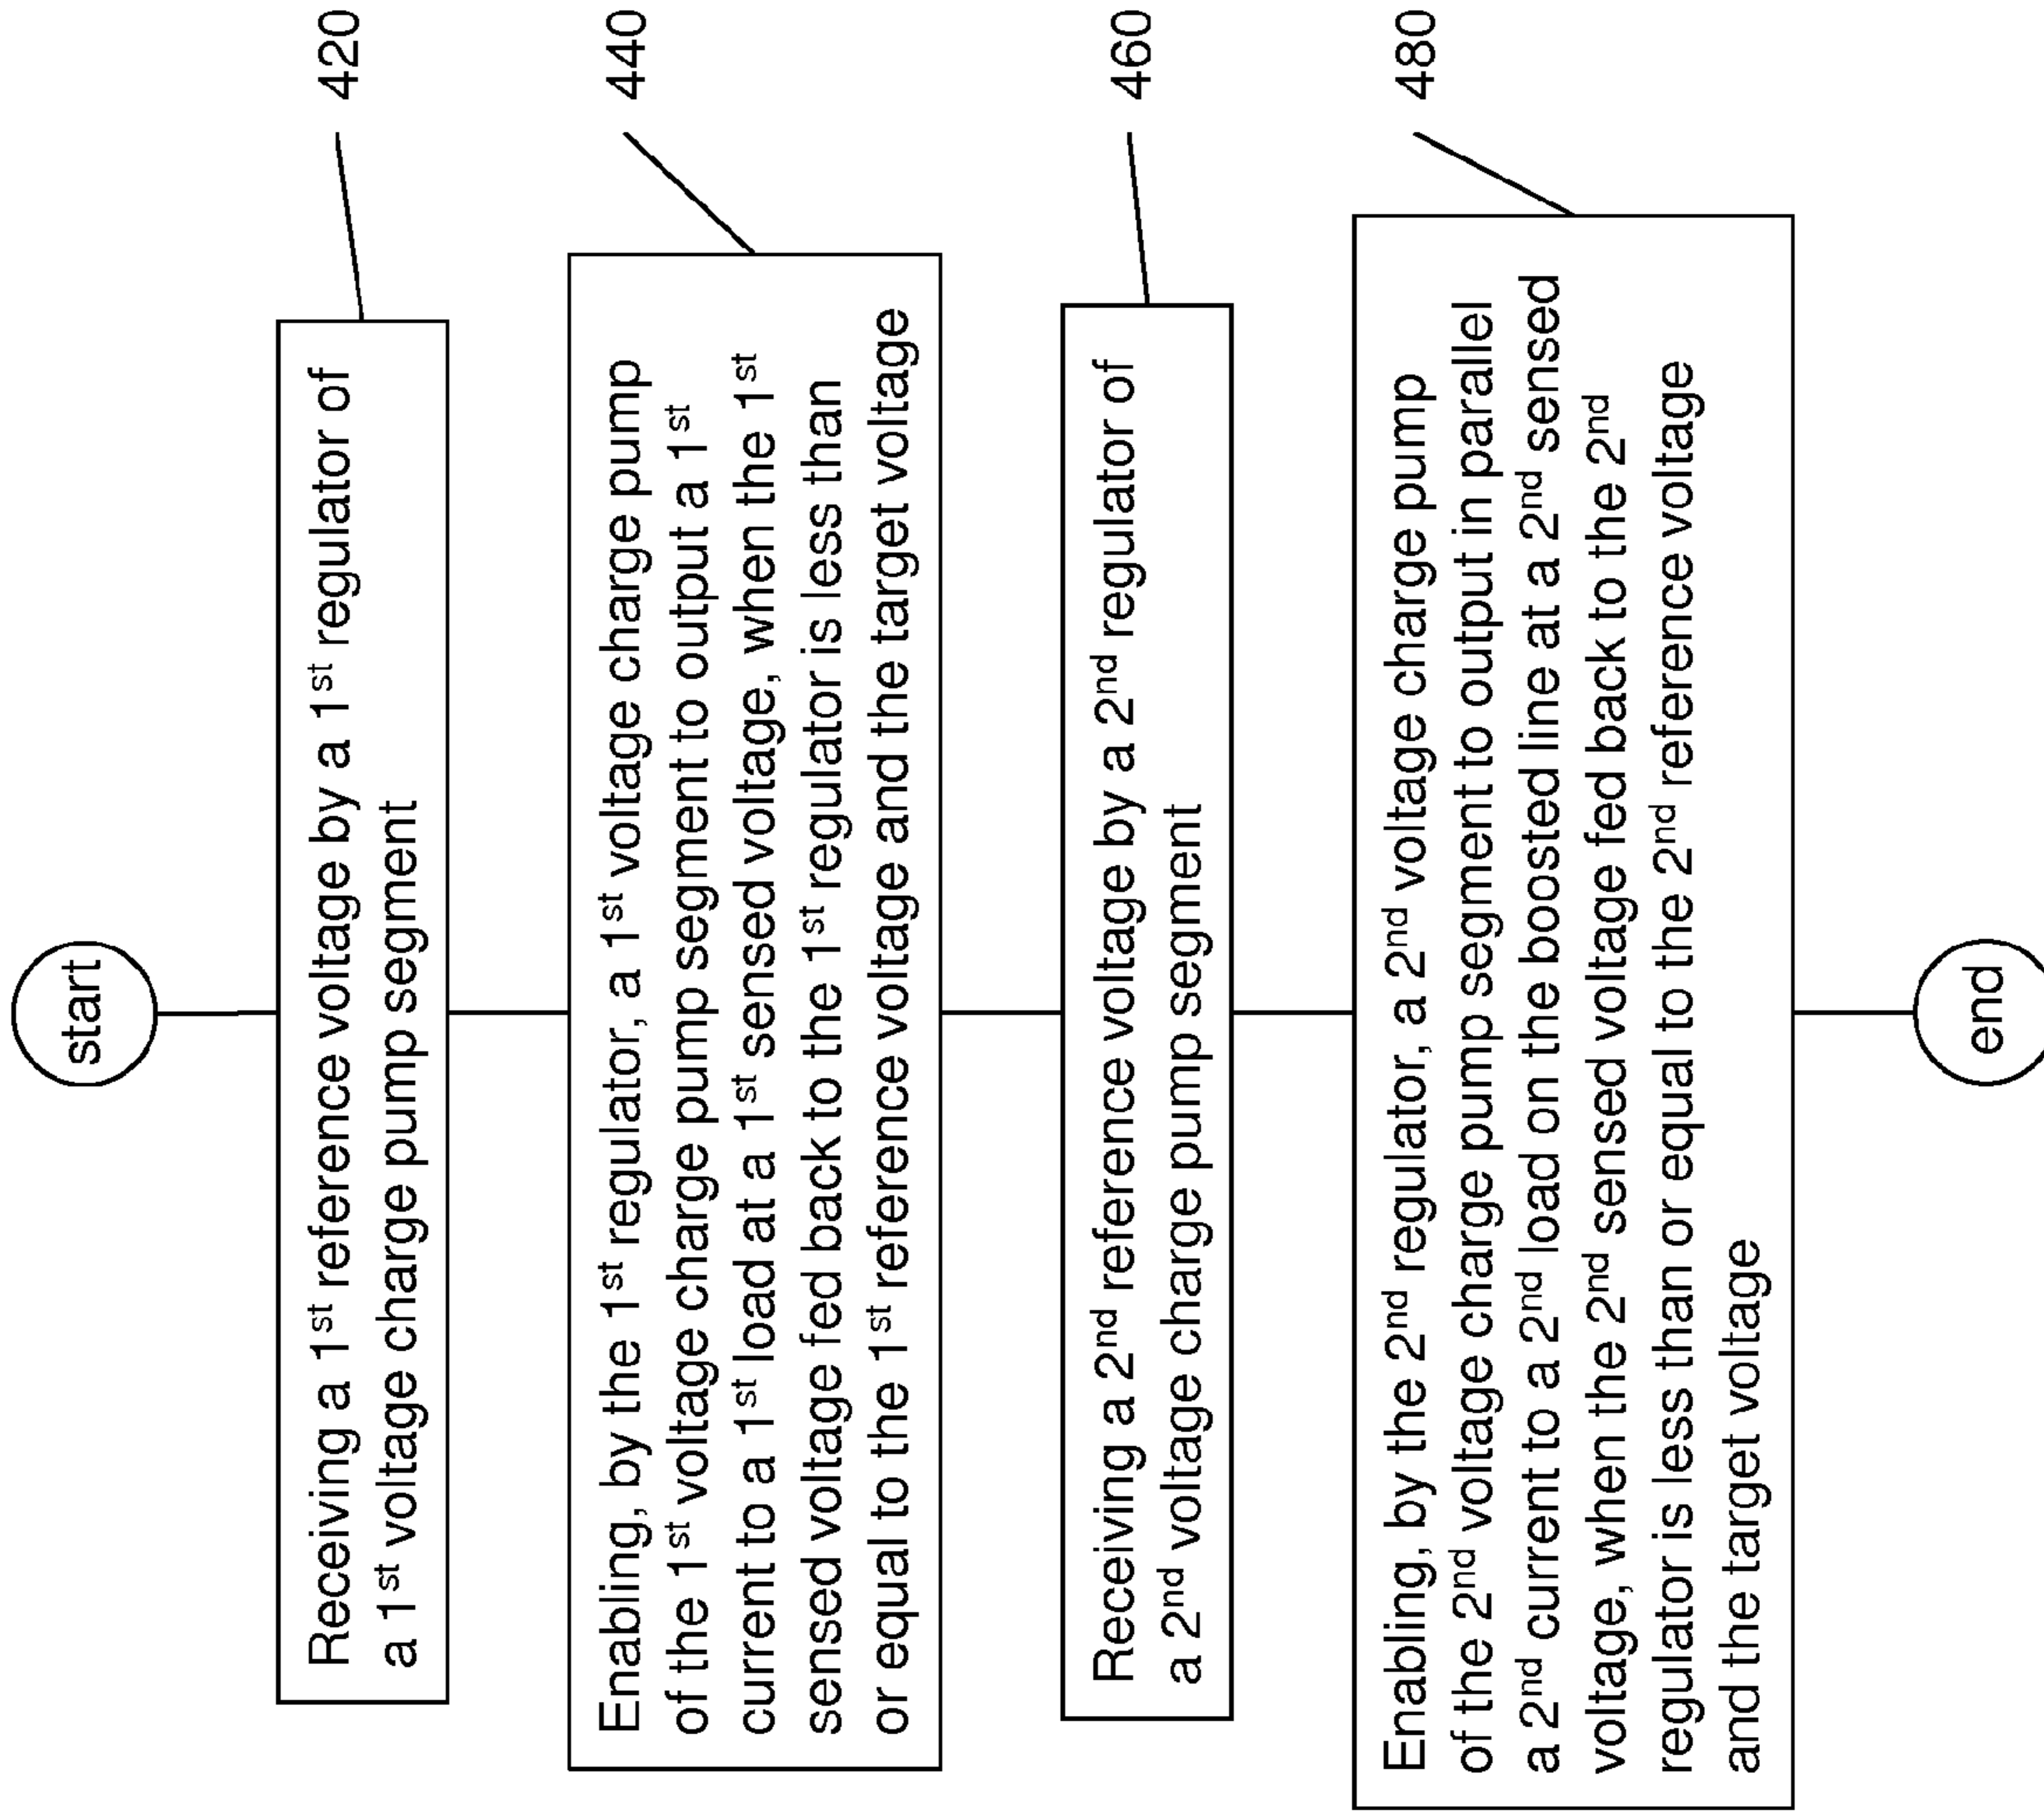 start
420
Receiving a 1st reference voltage by a 1st regulator of
a 1st voltage charge pump segment
440
Enabling, by the 1st regulator, a 1st voltage charge pump
of the 1st voltage charge pump segment to output a 1st
current to a 1st load at a 1st sensed voltage, when the 1st
sensed voltage fed back to the 1st regulator is less than
or equal to the 1st reference voltage and the target voltage
460
Receiving a 2nd reference voltage by a 2nd regulator of
a 2nd voltage charge pump segment
480
Enabling, by the 2nd regulator, a 2nd voltage charge pump
of the 2nd voltage charge pump segment to output in parallel
a 2nd current to a 2nd load on the boosted line at a 2nd sensed
voltage, when the 2nd sensed voltage fed back to the 2nd
regulator is less than or equal to the 2nd reference voltage
and the target voltage
end